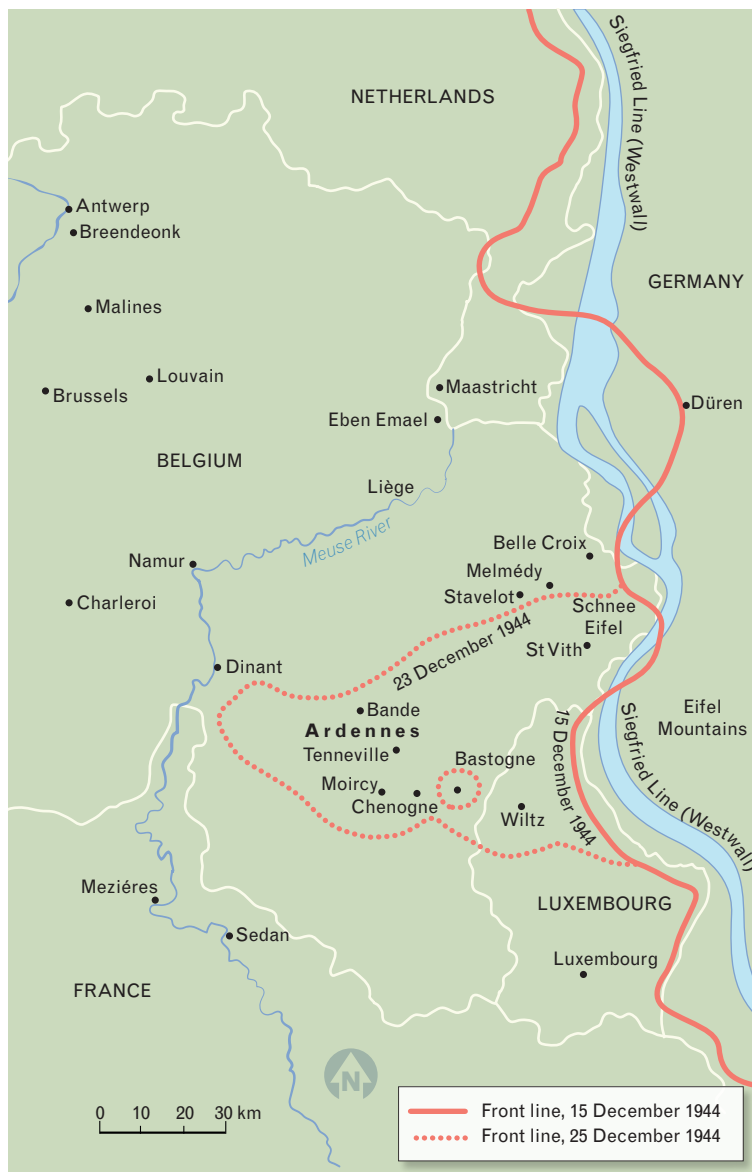 NETHERLANDS
Siegfried Line (Westwall)
Antwerp
Breendeonk
GERMANY
Malines
Louvain
Brussels
Maastricht
Düren
Eben Emael
BELGIUM
Liège
Meuse River
Belle Croix
Namur
Melmédy
Stavelot
Charleroi
Schnee
Eifel
23 December 1944
St Vith
Dinant
Bande
Ardennes
15 December 1944
Siegfried Line (Westwall)
Eifel
Mountains
Tenneville
Bastogne
Moircy
Chenogne
Wiltz
Meziéres
LUXEMBOURG
Sedan
Luxembourg
FRANCE
N
0 10 20 30 km
Front line, 15 December 1944
Front line, 25 December 1944